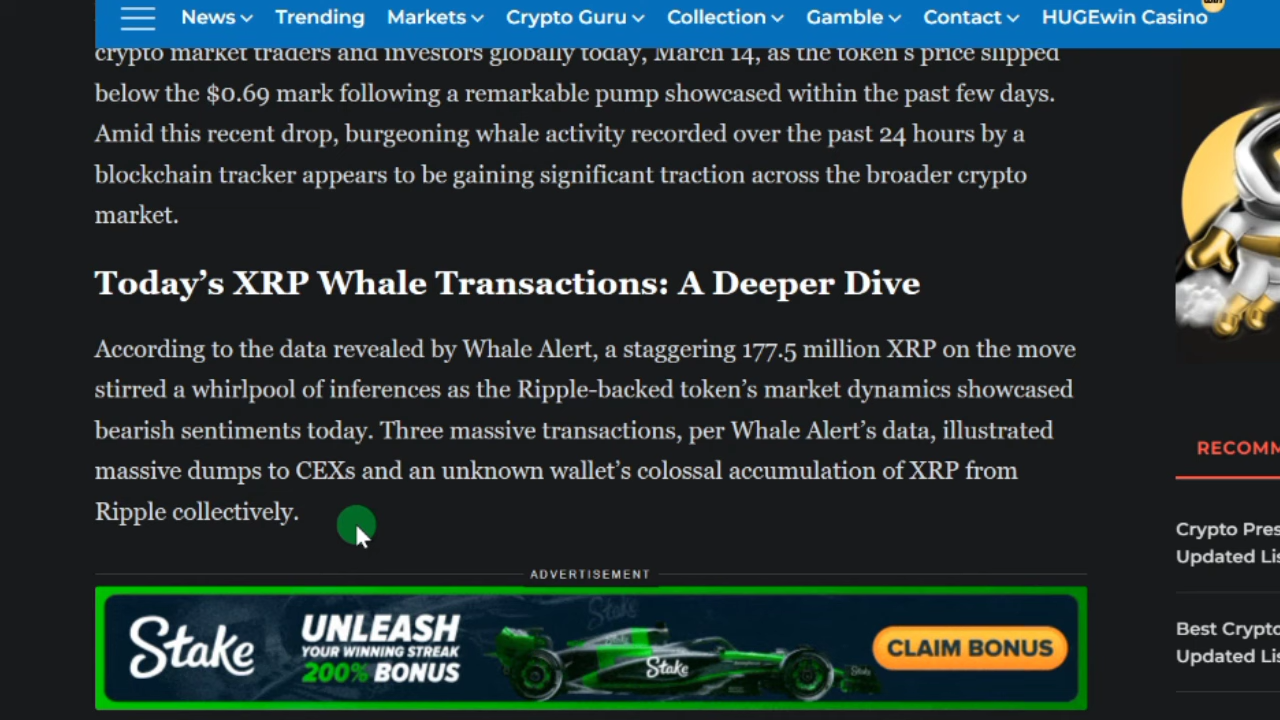 News Trending Markets Crypto Guru Collection Gamble Contact HUGEwin Casino
win
crypto market traders and investors globally today, March 14, as the token's price slipped
below the $0.69 mark following a remarkable pump showcased within the past few days.
Amid this recent drop, burgeoning whale activity recorded over the past 24 hours by a
blockchain tracker appears to be gaining significant traction across the broader crypto
market.
Today's XRP Whale Transactions: A Deeper Dive
According to the data revealed by Whale Alert, a staggering 177.5 million XRP on the move
stirred a whirlpool of inferences as the Ripple-backed token's market dynamics showcased
bearish sentiments today. Three massive transactions, per Whale Alert's data, illustrated
massive dumps to CEXs and an unknown wallet's colossal accumulation of XRP from
Ripple collectively.
ADVERTISEMENT
Stake
UNLEASH
YOUR WINNING STREAK
200% BONUS
Stake
Stake
CLAIM BONUS
RECOMM
Crypto Pres
Updated Lis
Best Crypto
Updated Lis